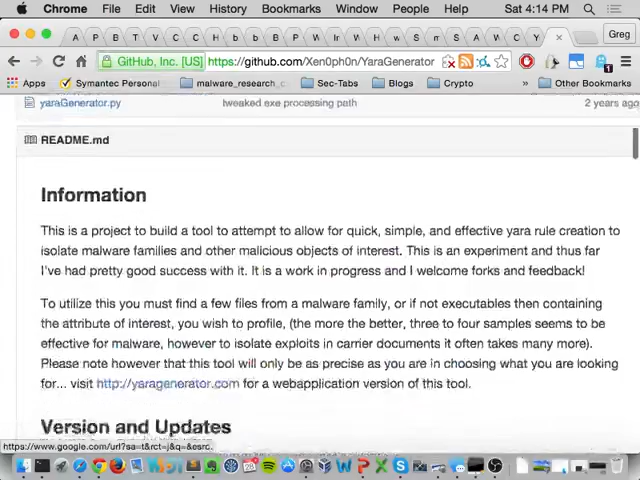 Chrome File Edit View History Bookmarks Window People Help Sat 4:14 PM
Greg
GitHub, Inc. [US] https://github.com/Xen0ph0n/YaraGenerator
Apps Symantec Personal malware_research_c Sec-Tabs Blogs Crypto Other Bookmarks
yaraGenerator.py tweaked exe processing path 2 years ago
README.md
Information
This is a project to build a tool to attempt to allow for quick, simple, and effective yara rule creation to
isolate malware families and other malicious objects of interest. This is an experiment and thus far
I've had pretty good success with it. It is a work in progress and I welcome forks and feedback!
To utilize this you must find a few files from a malware family, or if not executables then containing
the attribute of interest, you wish to profile, (the more the better, three to four samples seems to be
effective for malware, however to isolate exploits in carrier documents it often takes many more).
Please note however that this tool will only be as precise as you are in choosing what you are looking
for... visit http://yaragenerator.com for a webapplication version of this tool.
Version and Updates
https://www.google.com/url?sa=t&rct=j&q=&esrc